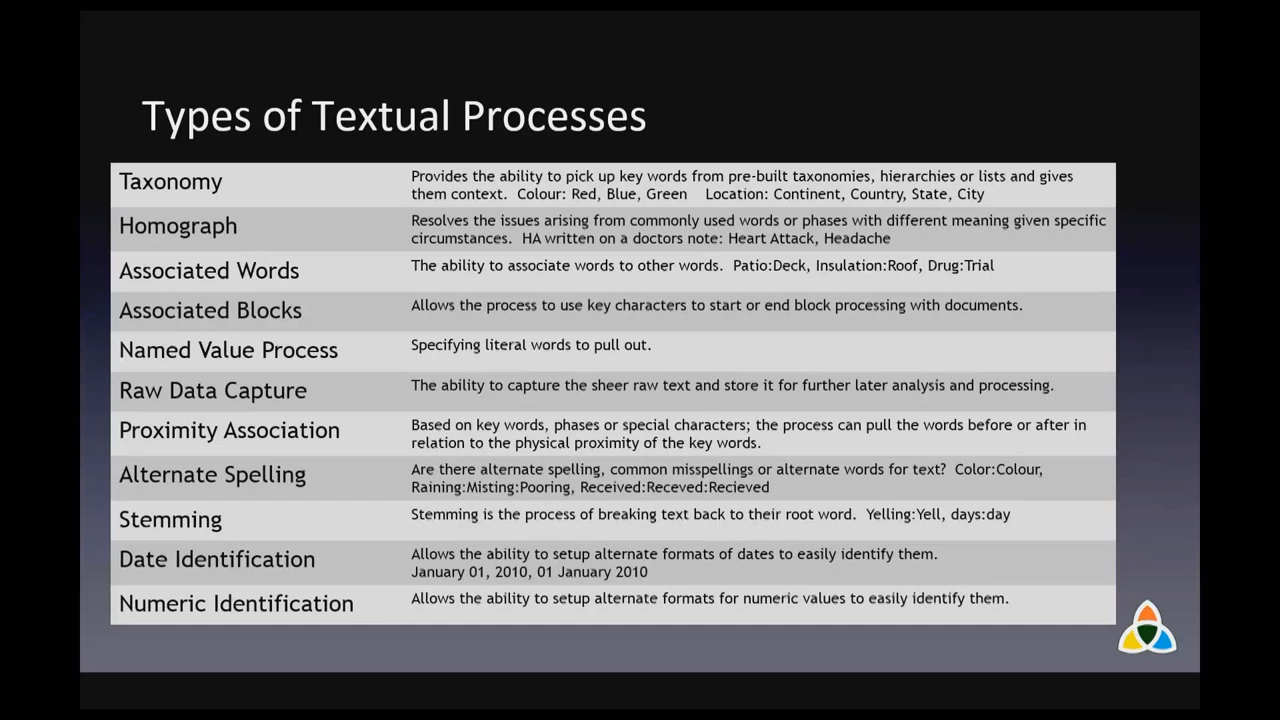 Types of Textual Processes
Taxonomy
Provides the ability to pick up key words from pre-built taxonomies, hierarchies or lists and gives
them context. Colour: Red, Blue, Green Location: Continent, Country, State, City
Homograph
Resolves the issues arising from commonly used words or phases with different meaning given specific
circumstances. HA written on a doctors note: Heart Attack, Headache
Associated Words
The ability to associate words to other words. Patio:Deck, Insulation:Roof, Drug:Trial
Associated Blocks
Allows the process to use key characters to start or end block processing with documents.
Named Value Process
Specifying literal words to pull out.
Raw Data Capture
The ability to capture the sheer raw text and store it for further later analysis and processing.
Proximity Association
Based on key words, phases or special characters; the process can pull the words before or after in
relation to the physical proximity of the key words.
Alternate Spelling
Are there alternate spelling, common misspellings or alternate words for text? Color:Colour,
Raining:Misting:Pooring, Received:Receved:Recieved
Stemming
Stemming is the process of breaking text back to their root word. Yelling:Yell, days:day
Date Identification
Allows the ability to setup alternate formats of dates to easily identify them.
January 01, 2010, 01 January 2010
Numeric Identification
Allows the ability to setup alternate formats for numeric values to easily identify them.